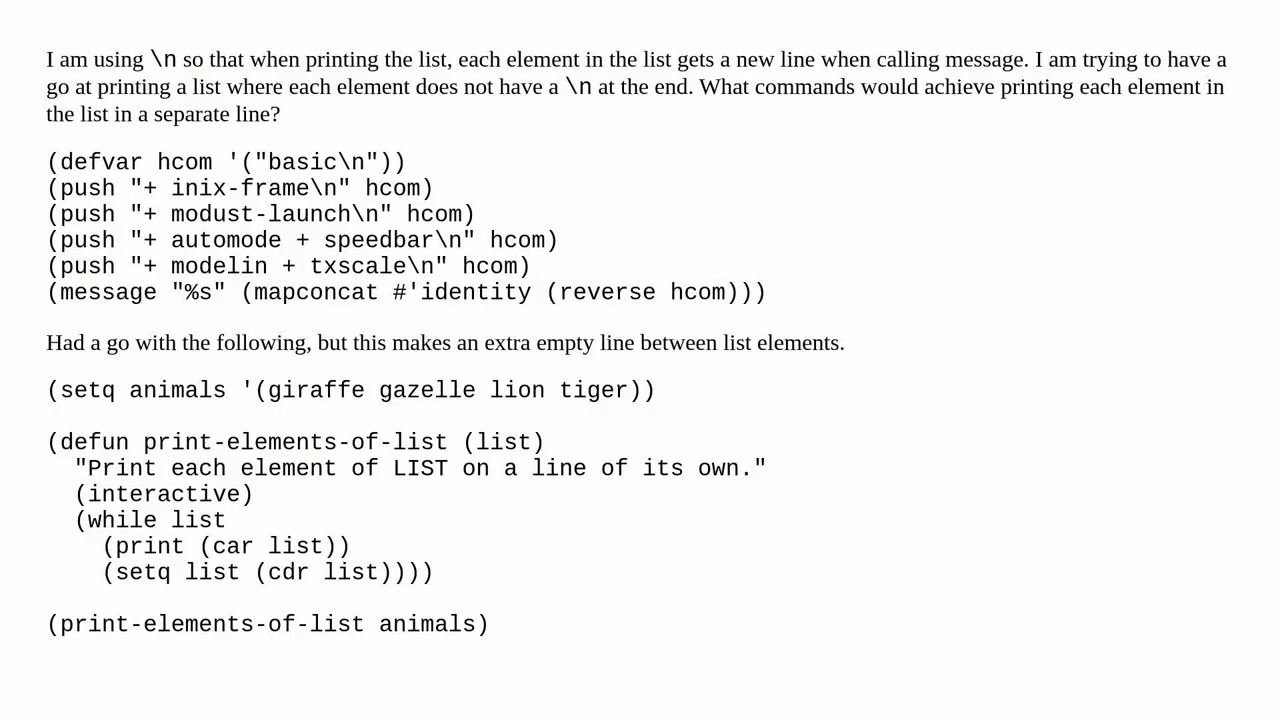 I am using \n so that when printing the list, each element in the list gets a new line when calling message. I am trying to have a
go at printing a list where each element does not have a \n at the end. What commands would achieve printing each element in
the list in a separate line?
(defvar hcom '("basic\n"))
(push "+ inix-frame\n" hcom)
(push "+ modust-launch\n" hcom)
(push "+ automode + speedbar\n" hcom)
(push "+ modelin + txscale\n" hcom)
(message "%s" (mapconcat #'identity (reverse hcom)))
Had a go with the following, but this makes an extra empty line between list elements.
(setq animals '(giraffe gazelle lion tiger))
(defun print-elements-of-list (list)
  "Print each element of LIST on a line of its own."
  (interactive)
  (while list
    (print (car list))
    (setq list (cdr list))))
(print-elements-of-list animals)